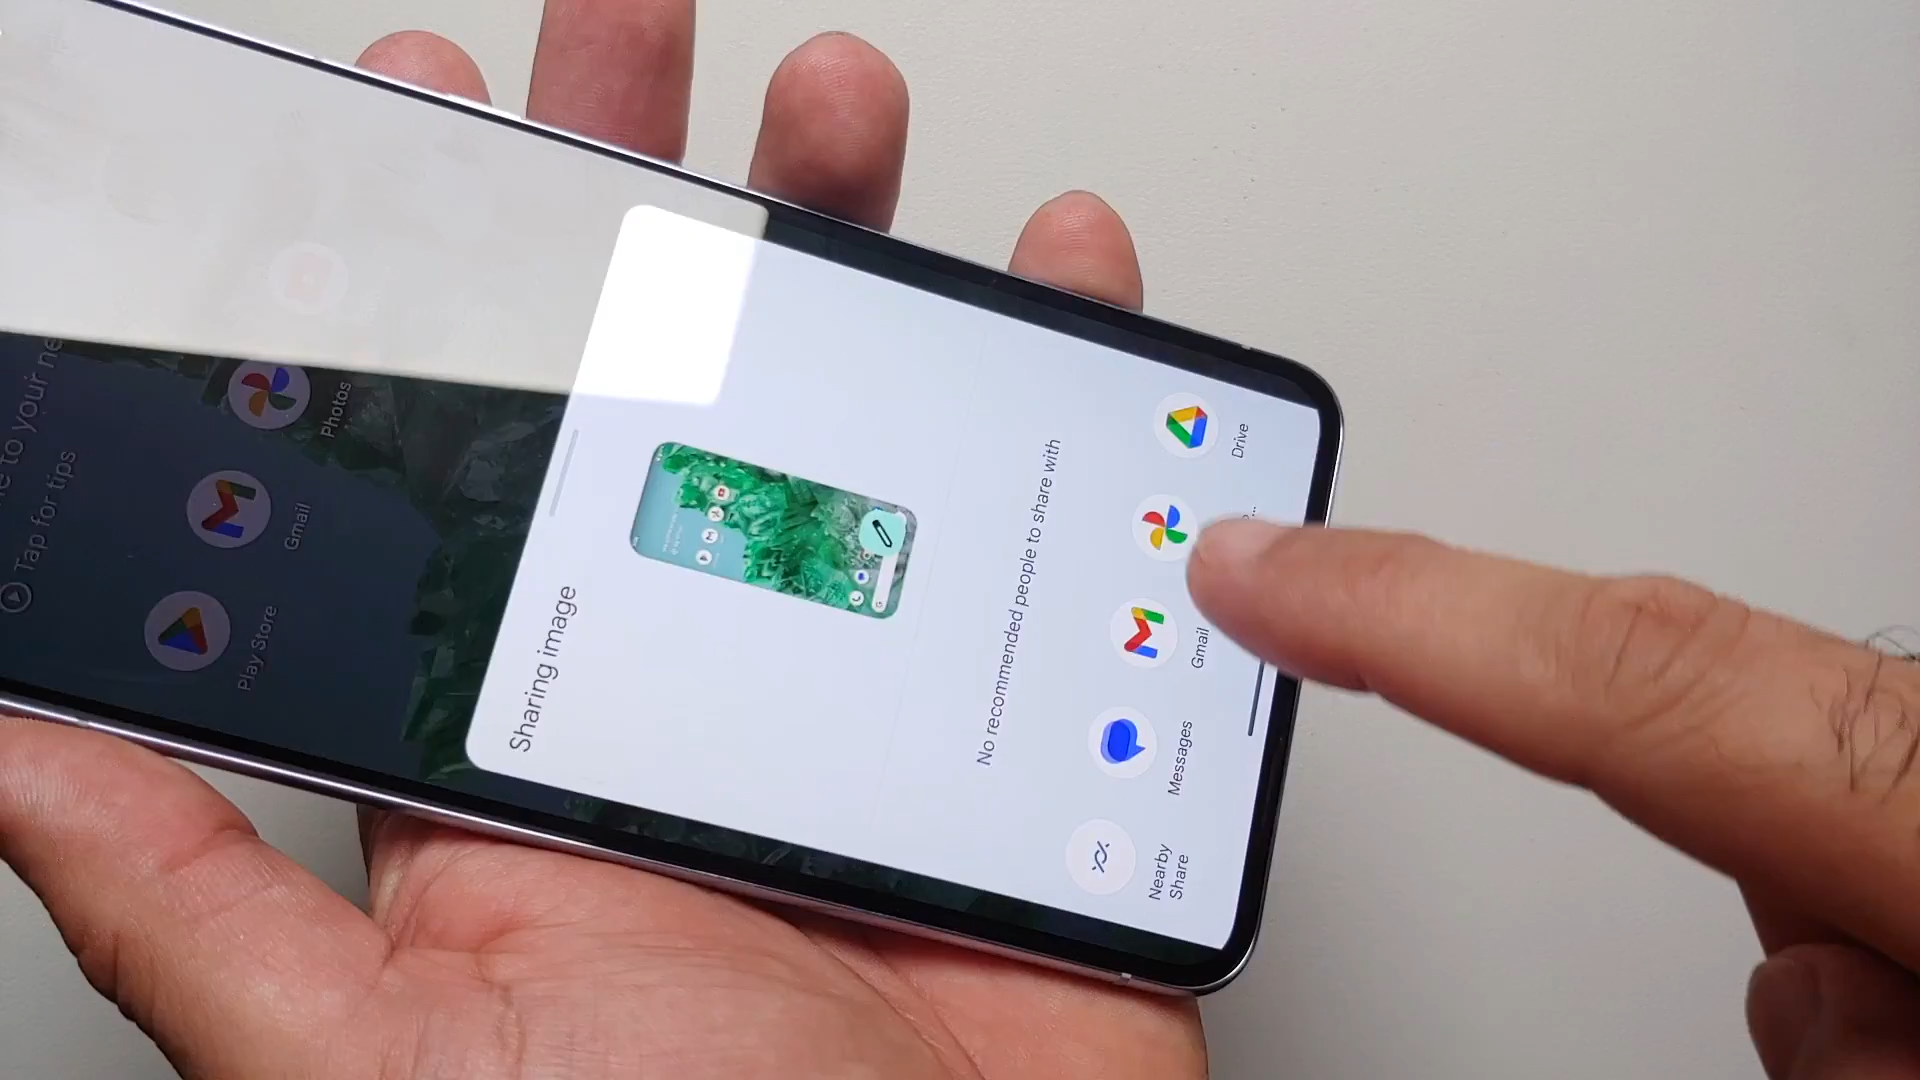 Tap for tips
Play Store
Gmail
Photos
Sharing image
No recommended people to share with
Nearby
Share
Messages
Gmail
Drive